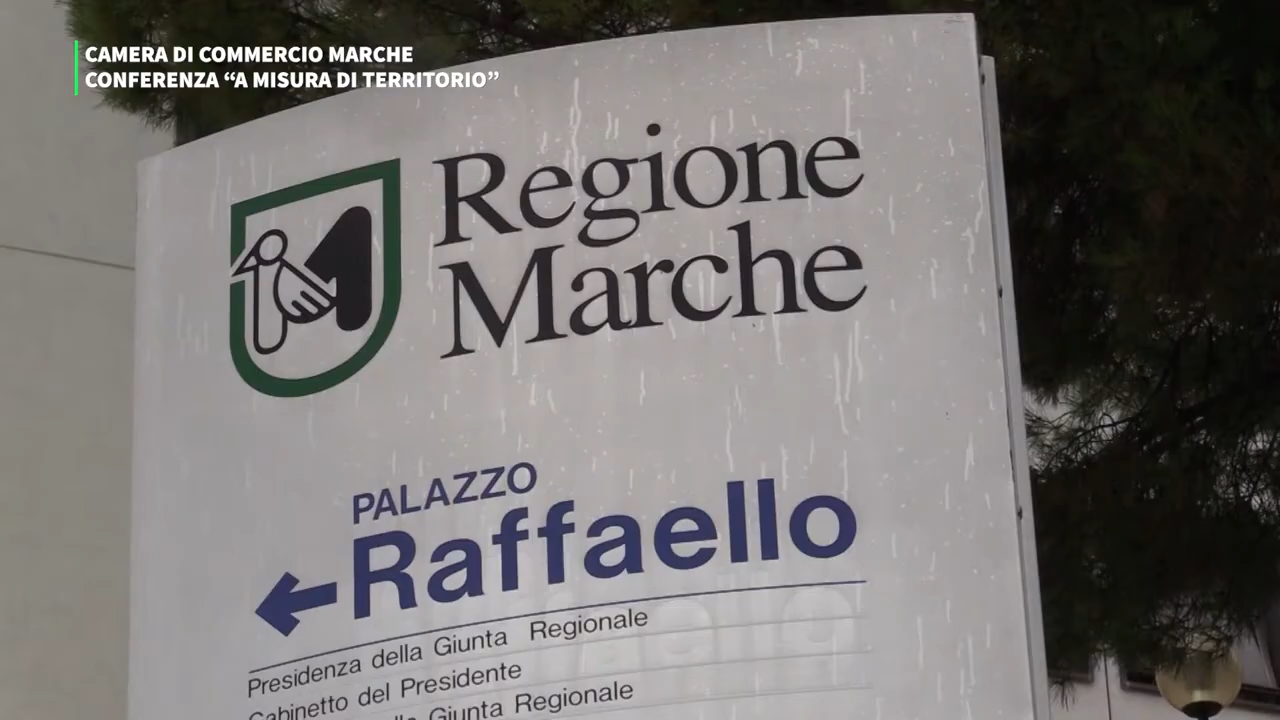 CAMERA DI COMMERCIO MARCHE
CONFERENZA “A MISURA DI TERRITORIO”
Regione
Marche
PALAZZO
Raffaello
Presidenza della Giunta Regionale
Gabinetto del Presidente
Giunta Regionale